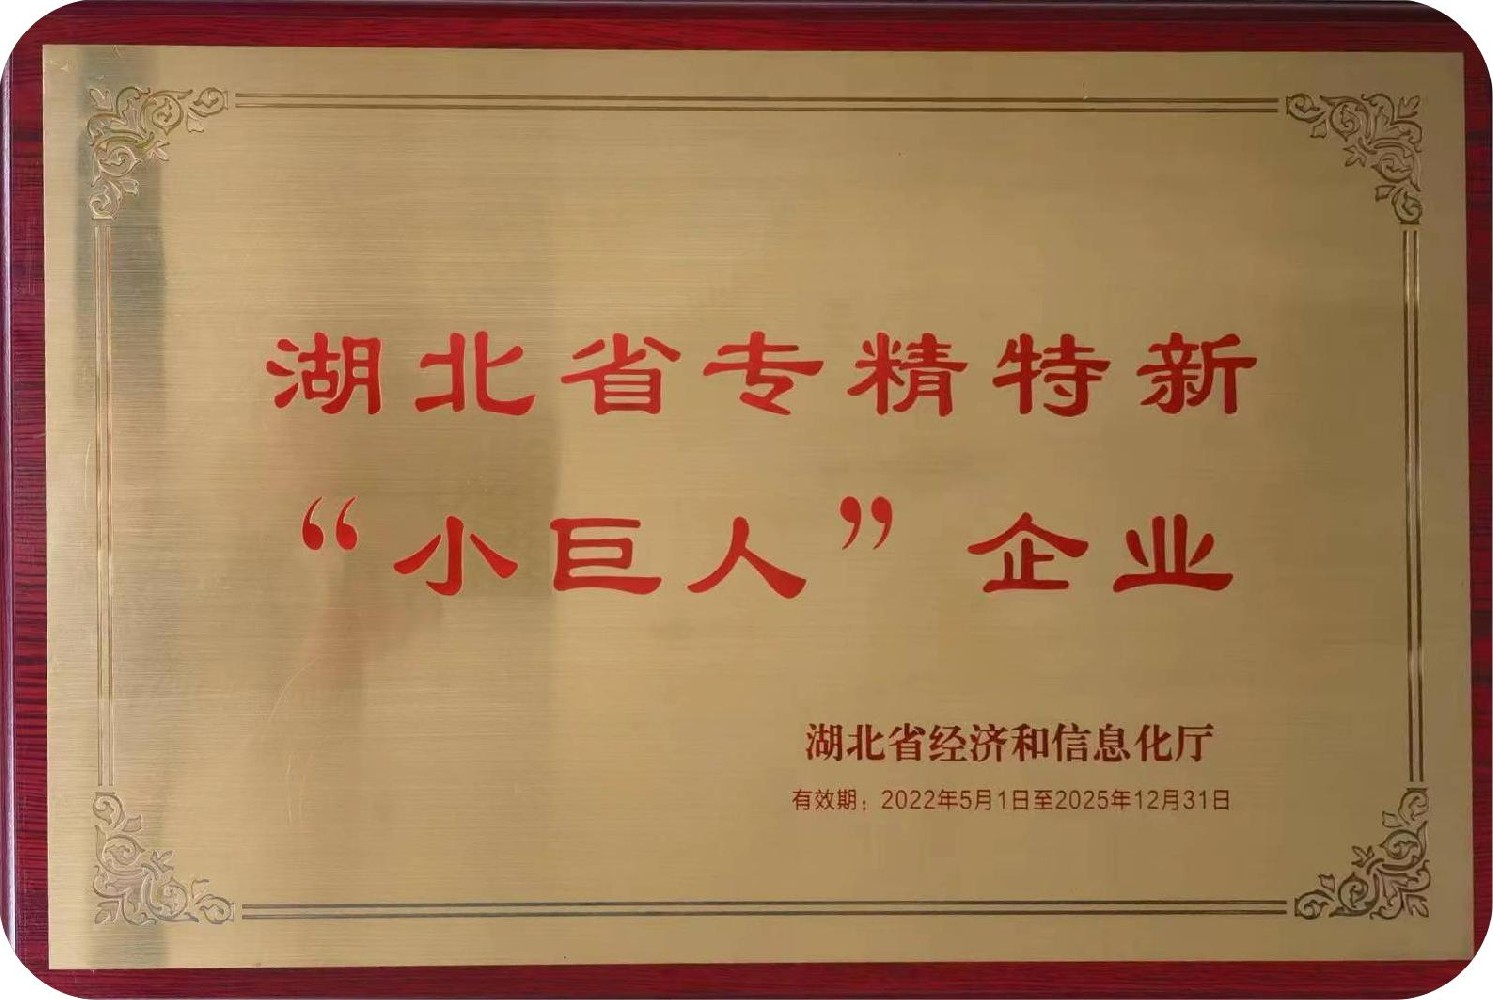 湖北省专精特新
“小巨人”企业
湖北省经济和信息化厅
有效期：2022年5月1日至2025年12月31日